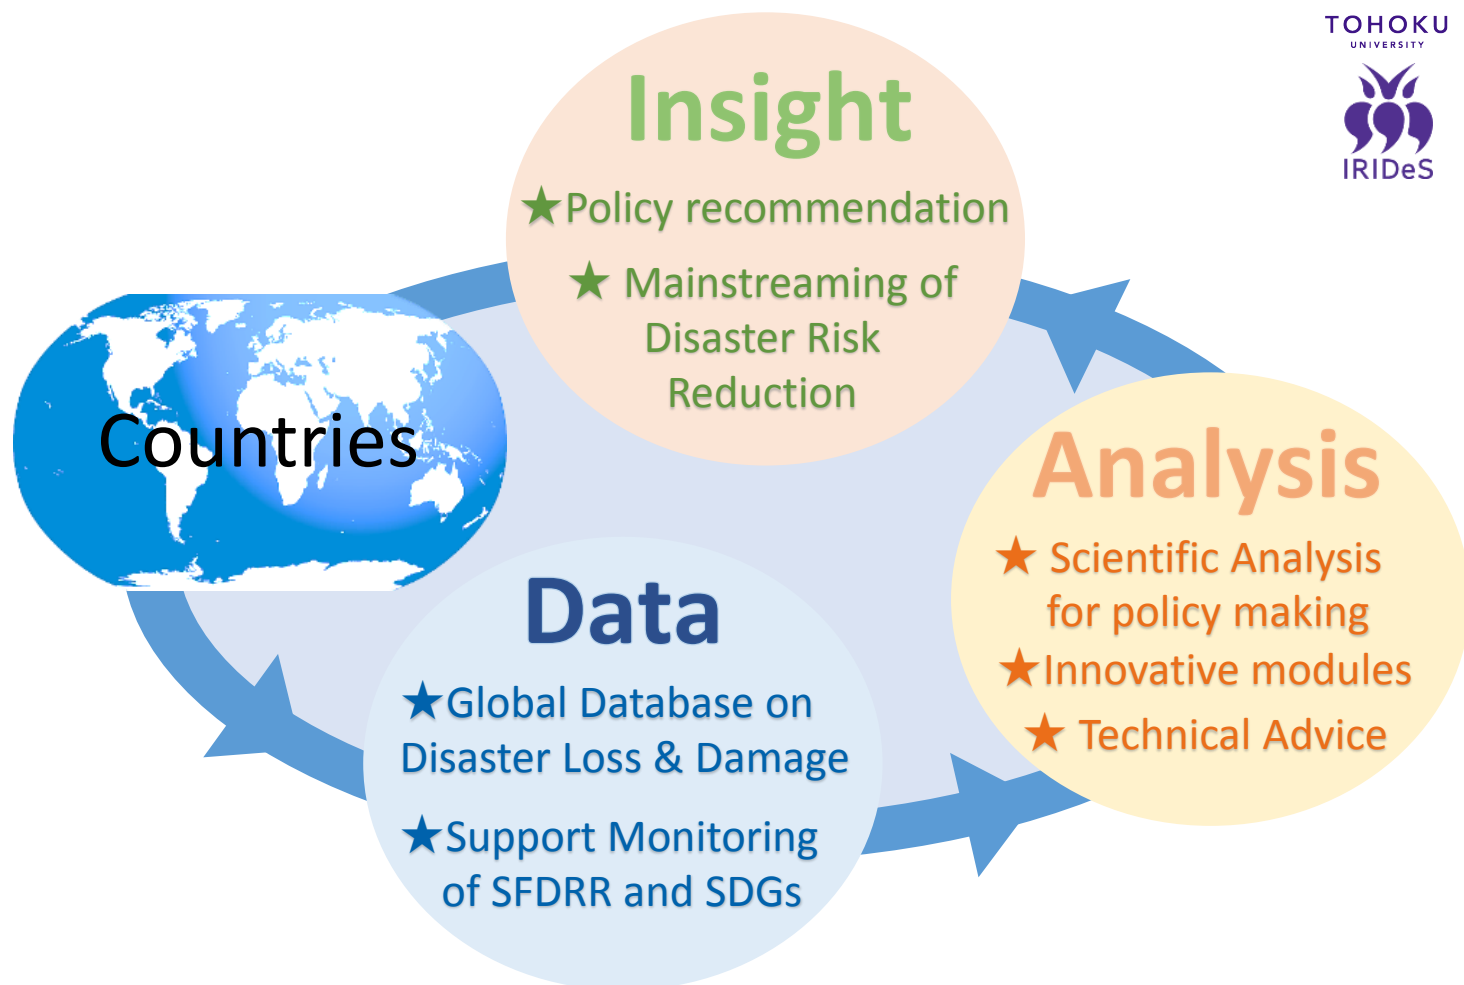 TOHOKU
UNIVERSITY
IRIDeS
Insight
★Policy recommendation
★ Mainstreaming of
Disaster Risk
Reduction
Countries
Analysis
★ Scientific Analysis
for policy making
★Innovative modules
★ Technical Advice
Data
★Global Database on
Disaster Loss & Damage
★Support Monitoring
of SFDRR and SDGs